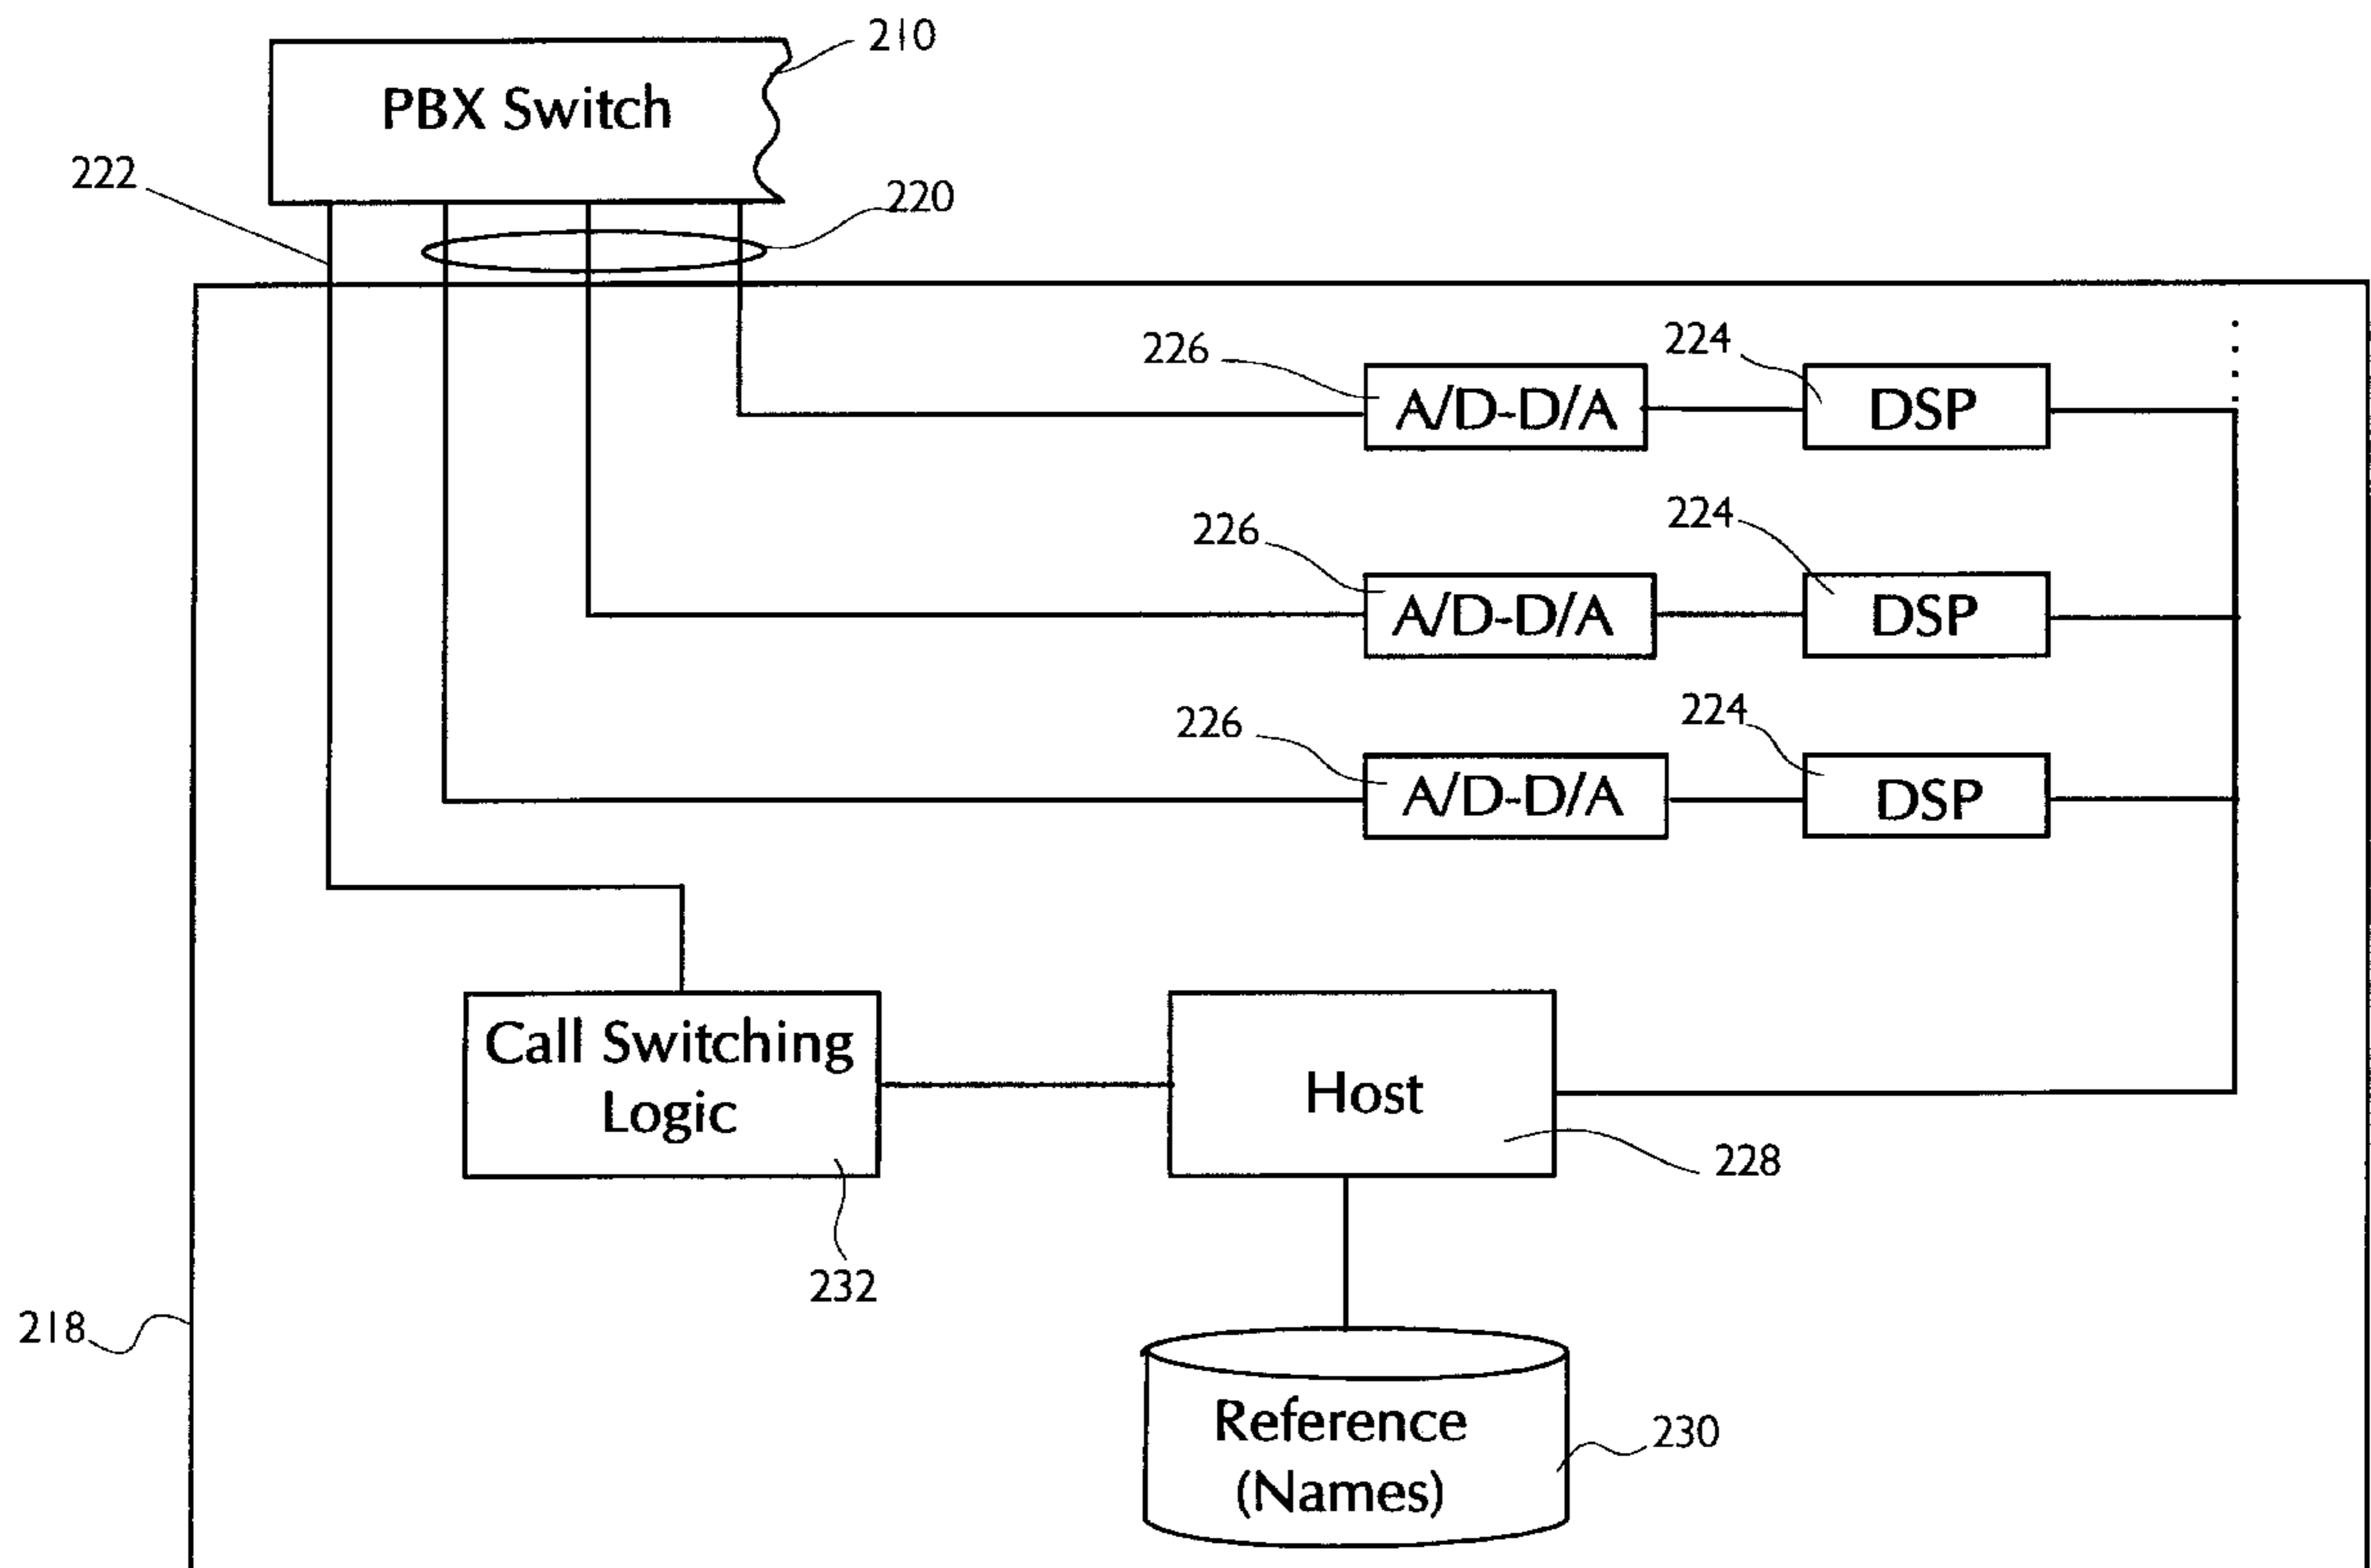 210
PBX Switch
222
220
226
224
A/D-D/A
DSP
226
224
A/D-D/A
DSP
226
224
A/D-D/A
DSP
Call Switching
Logic
Host
228
232
218
Reference
(Names)
230